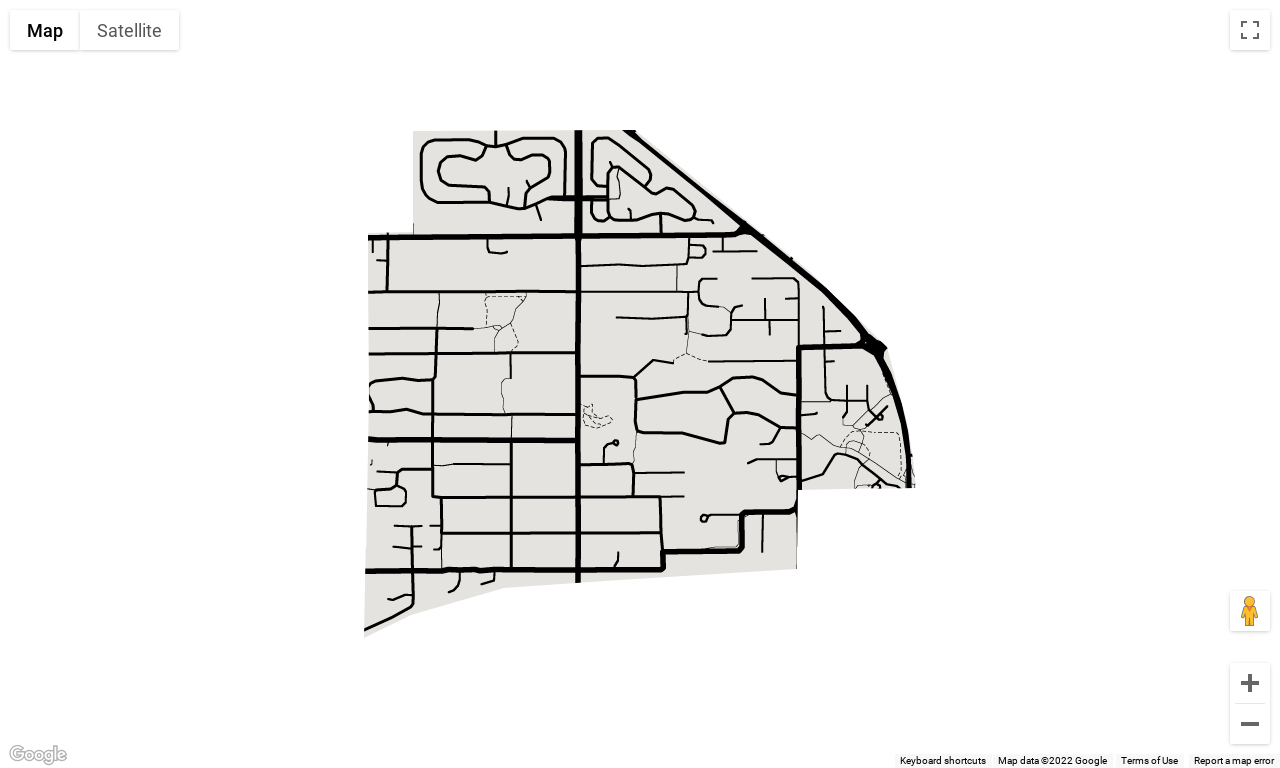 Map Satellite
Google
Keyboard shortcuts Map data ©2022 Google Terms of Use Report a map error